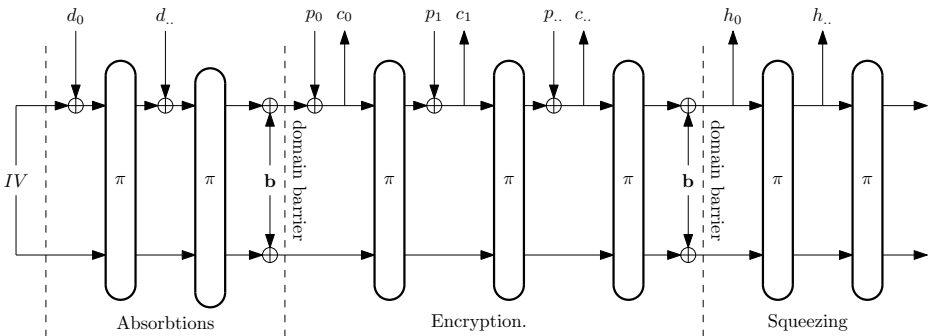 d₀ d.. p₀ c₀ p₁ c₁ p.. c.. h₀ h..
IV π π b domain barrier π π π b domain barrier π π
Absorbtions Encryption. Squeezing